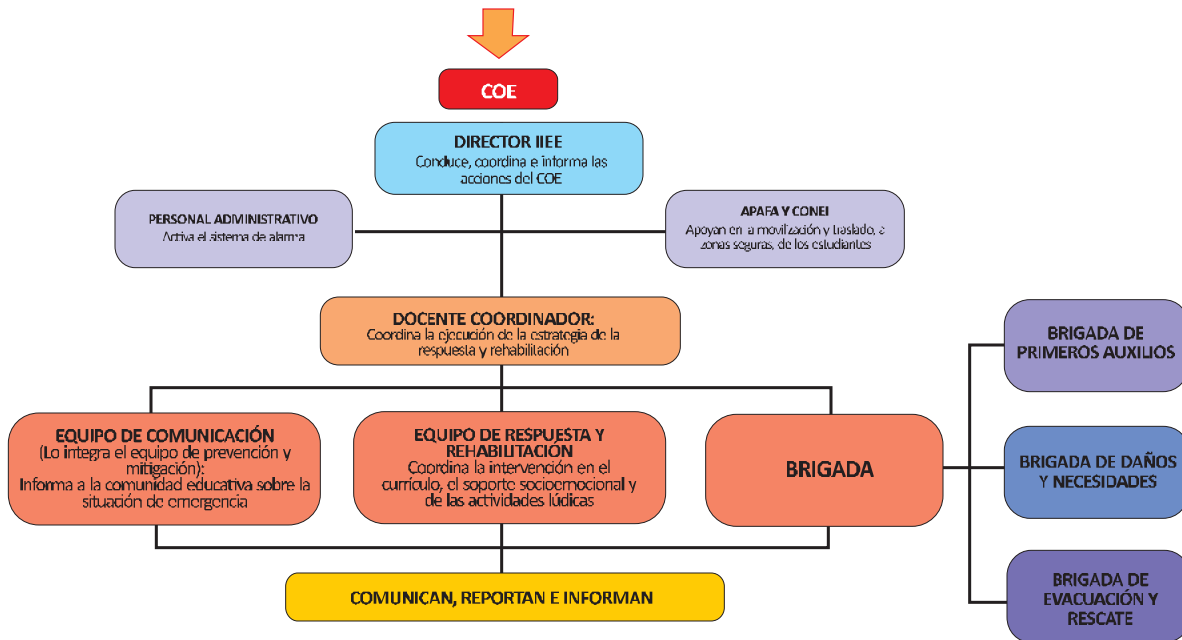 COE
DIRECTOR IIEE
Conduce, coordina e informa las
acciones del COE
PERSONAL ADMINISTRATIVO
Activa el sistema de alarma
APAFA Y CONEI
Apoyan en la movilización y traslado, a
zonas seguras, de los estudiantes
DOCENTE COORDINADOR:
Coordina la ejecución de la estrategia de la
respuesta y rehabilitación
EQUIPO DE COMUNICACIÓN
(Lo integra el equipo de prevención y
mitigación):
Informa a la comunidad educativa sobre la
situación de emergencia
EQUIPO DE RESPUESTA Y
REHABILITACIÓN
Coordina la intervención en el
currículo, el soporte socioemocional y
de las actividades lúdicas
BRIGADA
BRIGADA DE
PRIMEROS AUXILIOS
BRIGADA DE DAÑOS
Y NECESIDADES
BRIGADA DE
EVACUACIÓN Y
RESCATE
COMUNICAN, REPORTAN E INFORMAN